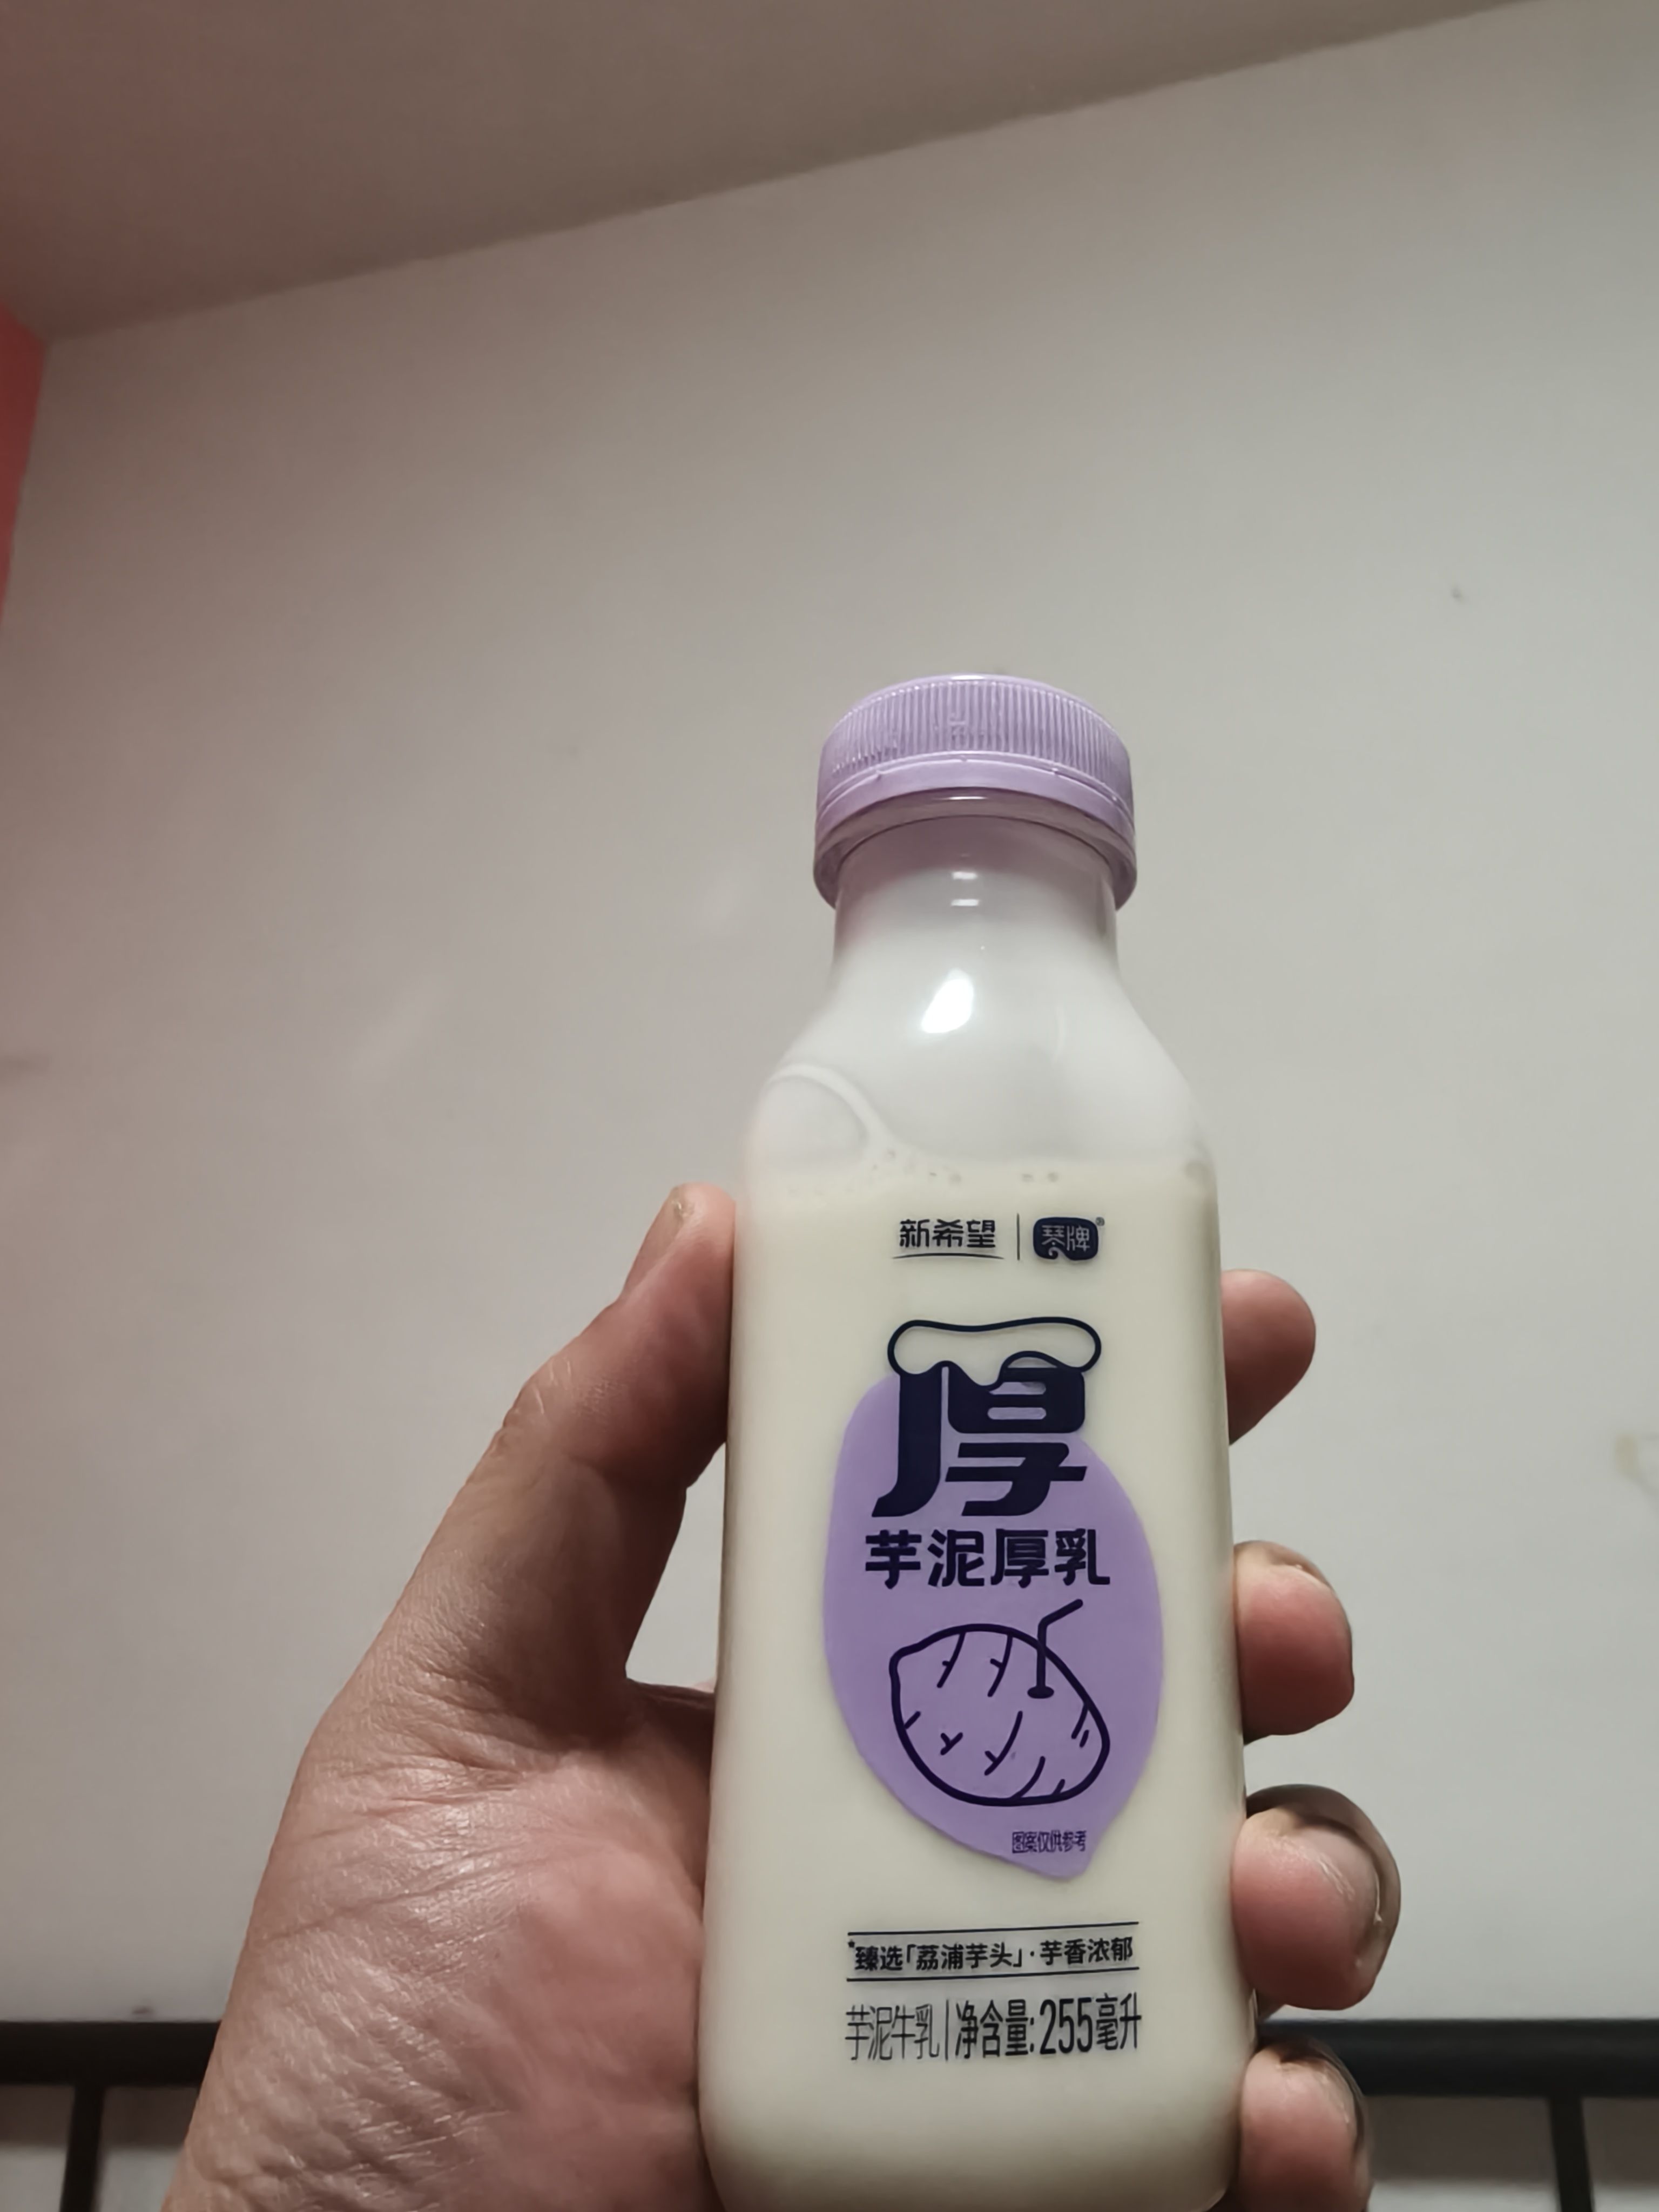 新希望 | 琴牌®
厚
芋泥厚乳
图案仅供参考
*臻选「荔浦芋头」·芋香浓郁
芋泥牛乳|净含量:255毫升